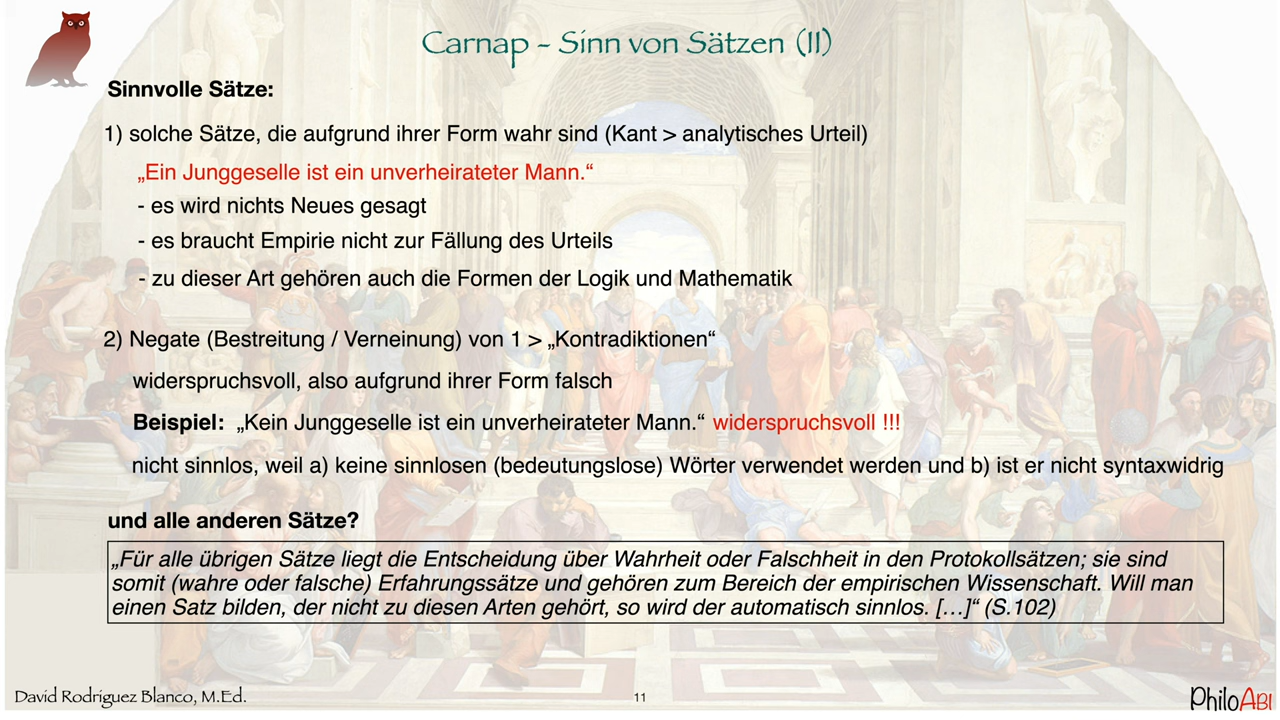 Carnap - Sinn von Sätzen (II)
Sinnvolle Sätze:
1) solche Sätze, die aufgrund ihrer Form wahr sind (Kant > analytisches Urteil)
„Ein Junggeselle ist ein unverheirateter Mann.“
- es wird nichts Neues gesagt
- es braucht Empirie nicht zur Fällung des Urteils
- zu dieser Art gehören auch die Formen der Logik und Mathematik
2) Negate (Bestreitung / Verneinung) von 1 > „Kontradiktionen“
widerspruchsvoll, also aufgrund ihrer Form falsch
Beispiel: „Kein Junggeselle ist ein unverheirateter Mann.“ widerspruchsvoll !!!
nicht sinnlos, weil a) keine sinnlosen (bedeutungslose) Wörter verwendet werden und b) ist er nicht syntaxwidrig
und alle anderen Sätze?
„Für alle übrigen Sätze liegt die Entscheidung über Wahrheit oder Falschheit in den Protokollsätzen; sie sind
somit (wahre oder falsche) Erfahrungssätze und gehören zum Bereich der empirischen Wissenschaft. Will man
einen Satz bilden, der nicht zu diesen Arten gehört, so wird der automatisch sinnlos. […]“ (S.102)
David Rodríguez Blanco, M.Ed.
11
PhiloABI